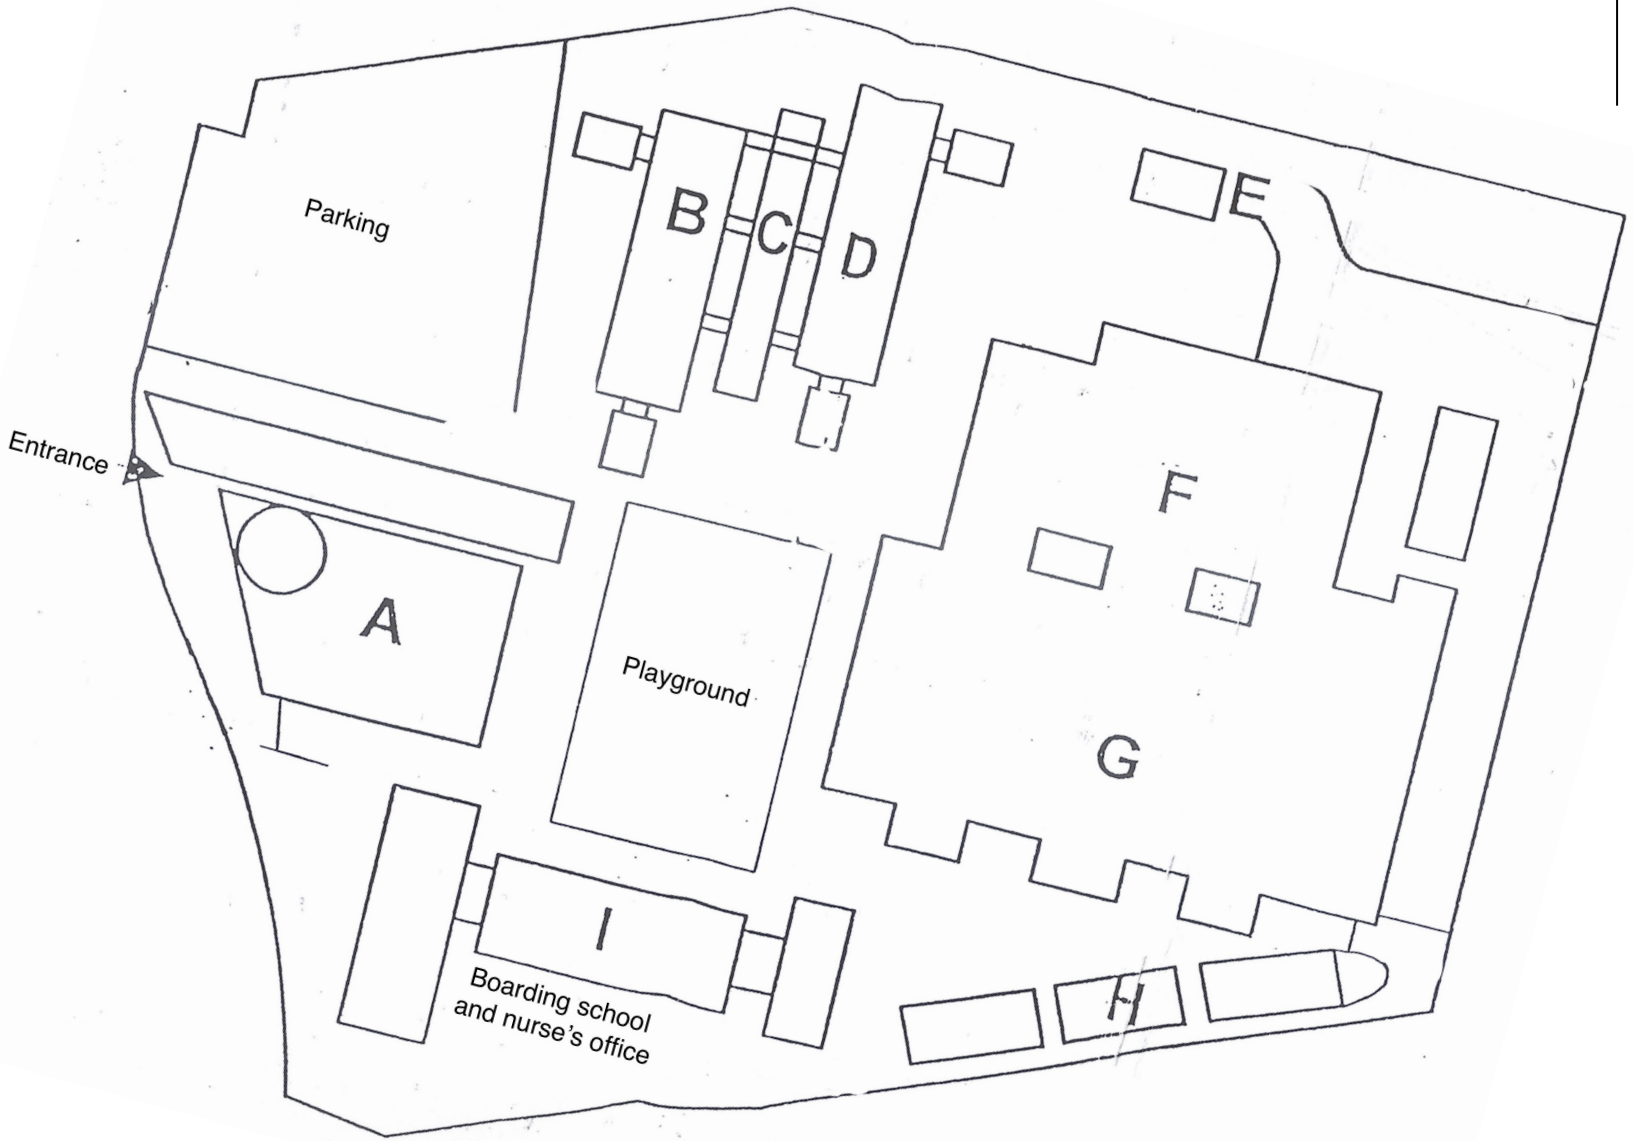 Parking
B
C
D
E
Entrance
F
A
Playground
G
I
H
Boarding school
and nurse's office